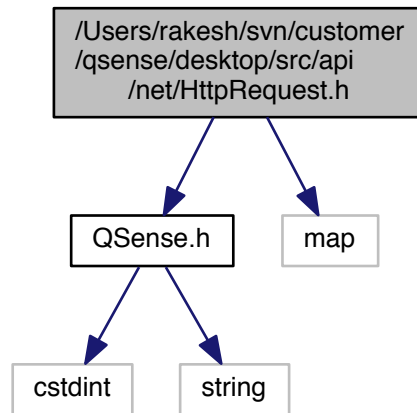 /Users/rakesh/svn/customer
/qsense/desktop/src/api
/net/HttpRequest.h
QSense.h
map
cstdint
string